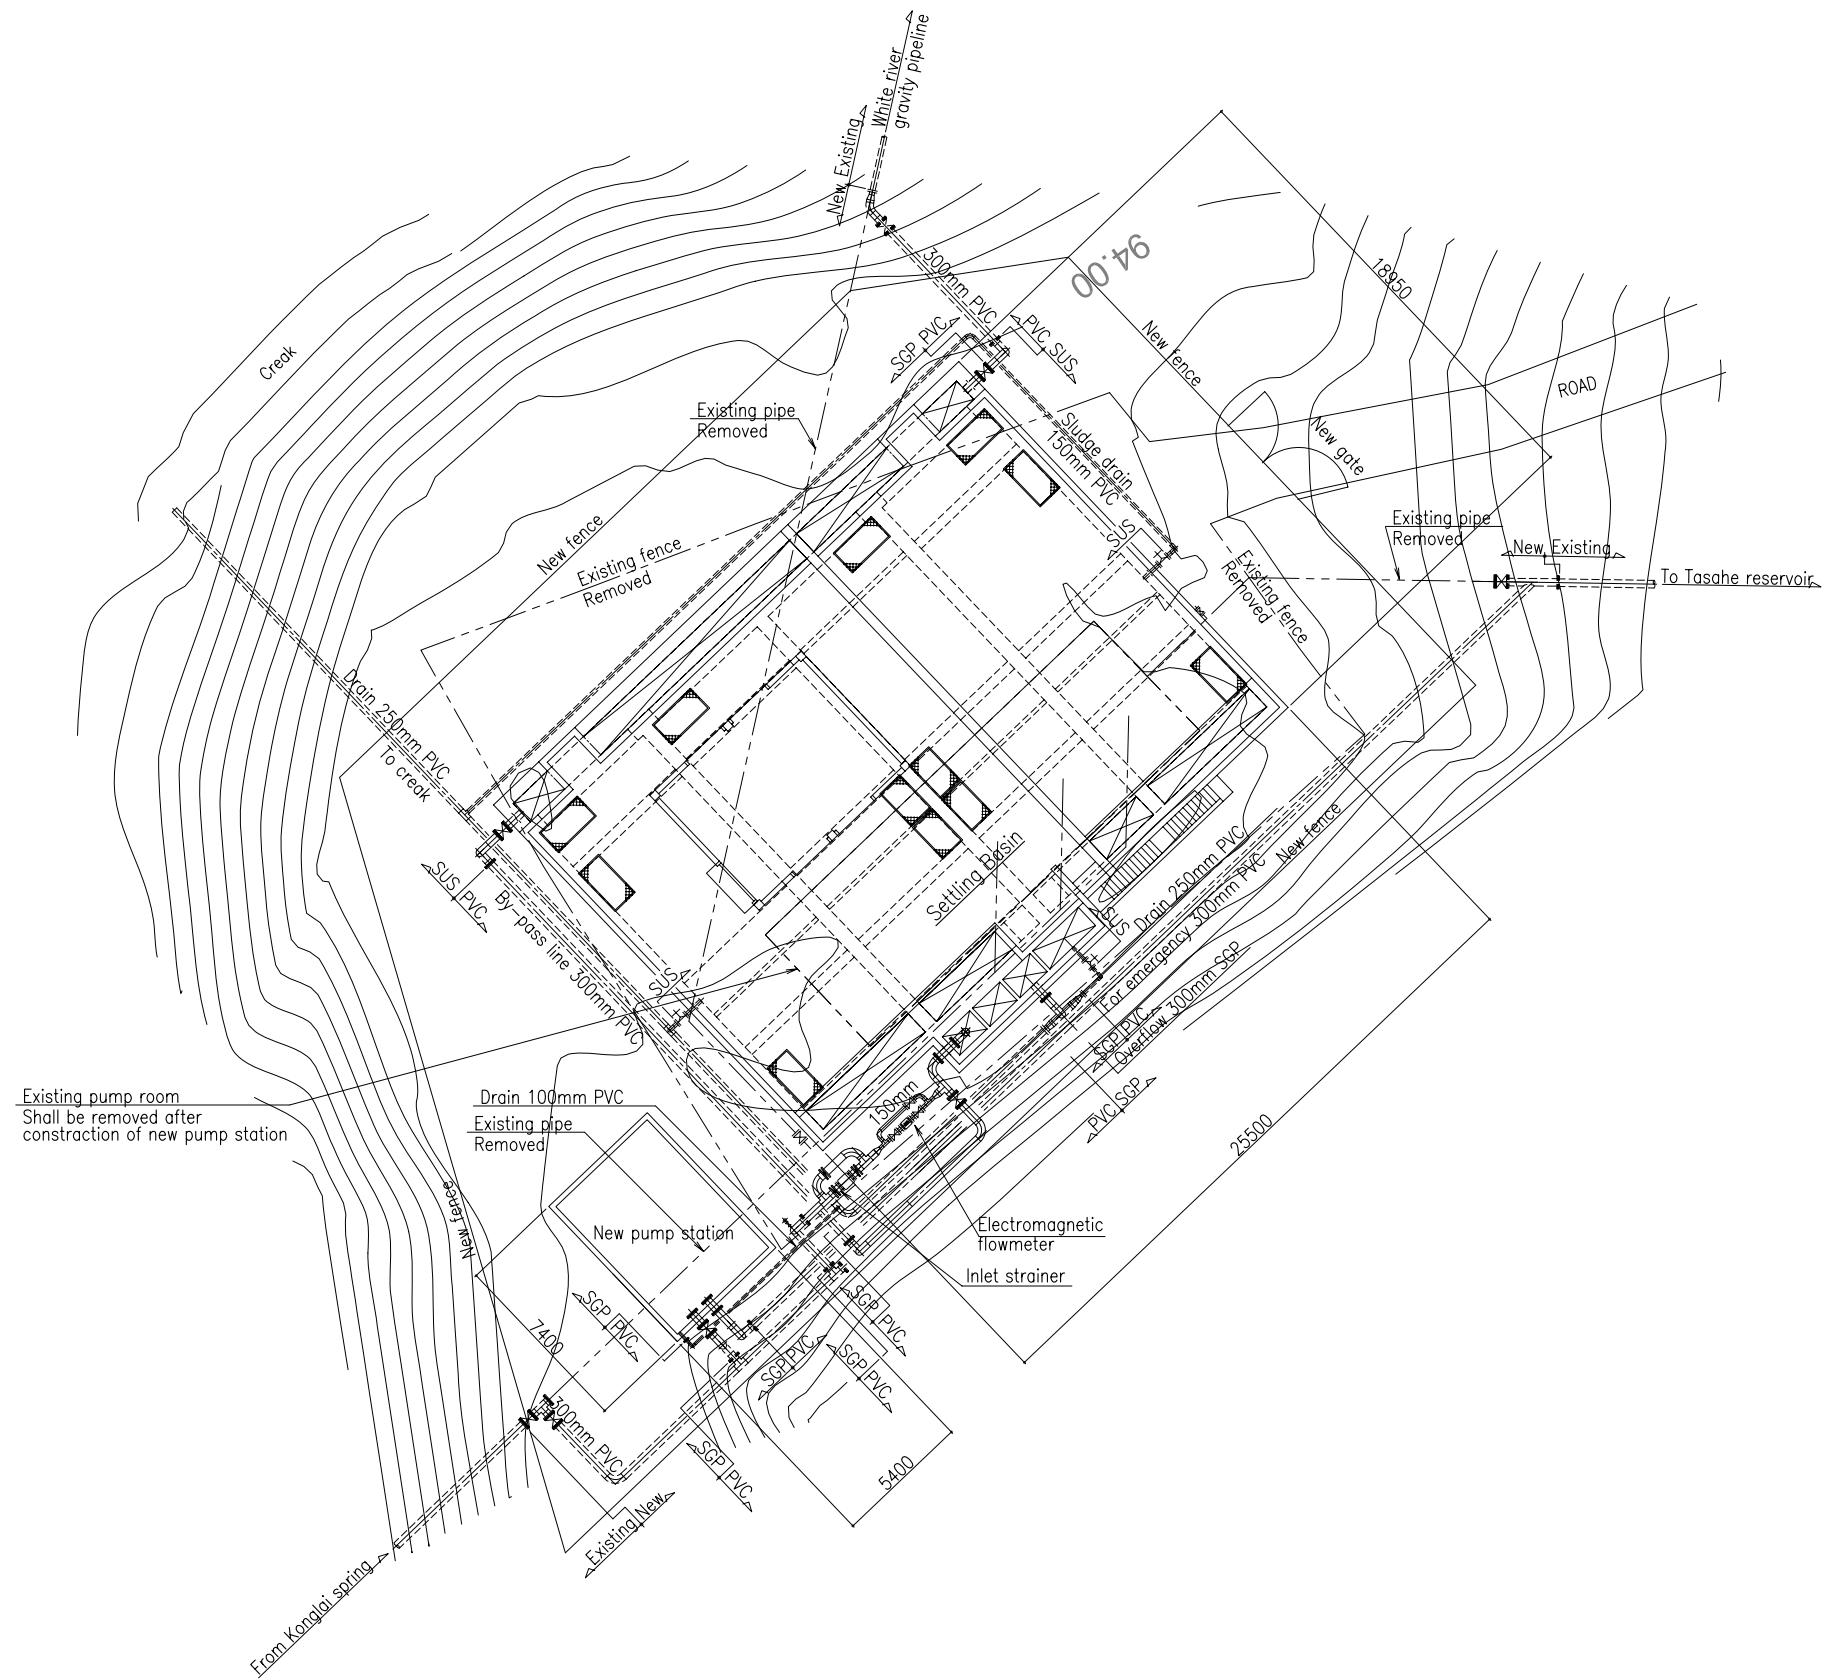 White river
gravity pipeline
New Existing
300mm PVC
94.00
18950
Creak
SGP PVC
PVC SUS
New fence
ROAD
Existing pipe
Removed
Sludge drain
150mm PVC
New gate
New fence
Existing fence
Removed
SUS
Existing pipe
Removed
New Existing
Existing fence
Removed
To Tasahe reservoir
Drain 250mm PVC
To creak
SUS PVC
By-pass line 300mm PVC
Settling Basin
New fence
Drain 250mm PVC
SUS
For emergency 300mm PVC
SUS
Overflow 300mm SGP
SGP PVC
PVC SGP
Existing pump room
Shall be removed after
constraction of new pump station
Drain 100mm PVC
Existing pipe
Removed
150mm
25500
New fence
New pump station
Electromagnetic
flowmeter
Inlet strainer
SGP PVC
7400
SGP PVC
SGP PVC
SGP PVC
300mm PVC
SGP PVC
5400
Existing New
From Konglai spring